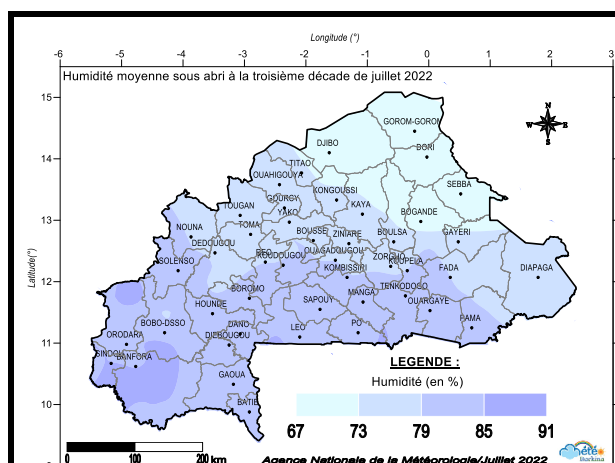 Longitude (°)
-6 -5 -4 -3 -2 -1 0 1 2 3
Humidité moyenne sous abri à la troisième décade de juillet 2022
15
14
13
12
11
10
Latitude(°)
N
W E
S
GOROM-GOROM
DJIBO
DORI
TITAO
OUAHIGOUYA
KONGOUSSI
SEBBA
GOURCY
TOUGAN
YAKO
KAYA
BOGANDE
NOUNA
TOMA
BOUSSE
ZINIARE
BOULSA
GAYERI
DEDOUGOU
REO
KOUDOUGOU
OUAGADOUGOU
ZORGHO
KOUPELA
SOLENSO
KOMBISSIRI
FADA
DIAPAGA
BOROMO
MANGA
TENKODOGO
HOUNDE
SAPOUY
OUARGAYE
BOBO-DSSO
DANO
LEO
PO
PAMA
ORODARA
DIEBOUGOU
SINDOU
BANFORA
GAOUA
BATIE
LEGENDE :
Humidité (en %)
67 73 79 85 91
0 100 200 km
Agence Nationale de la Météorologie/Juillet 2022
météo
Burkina